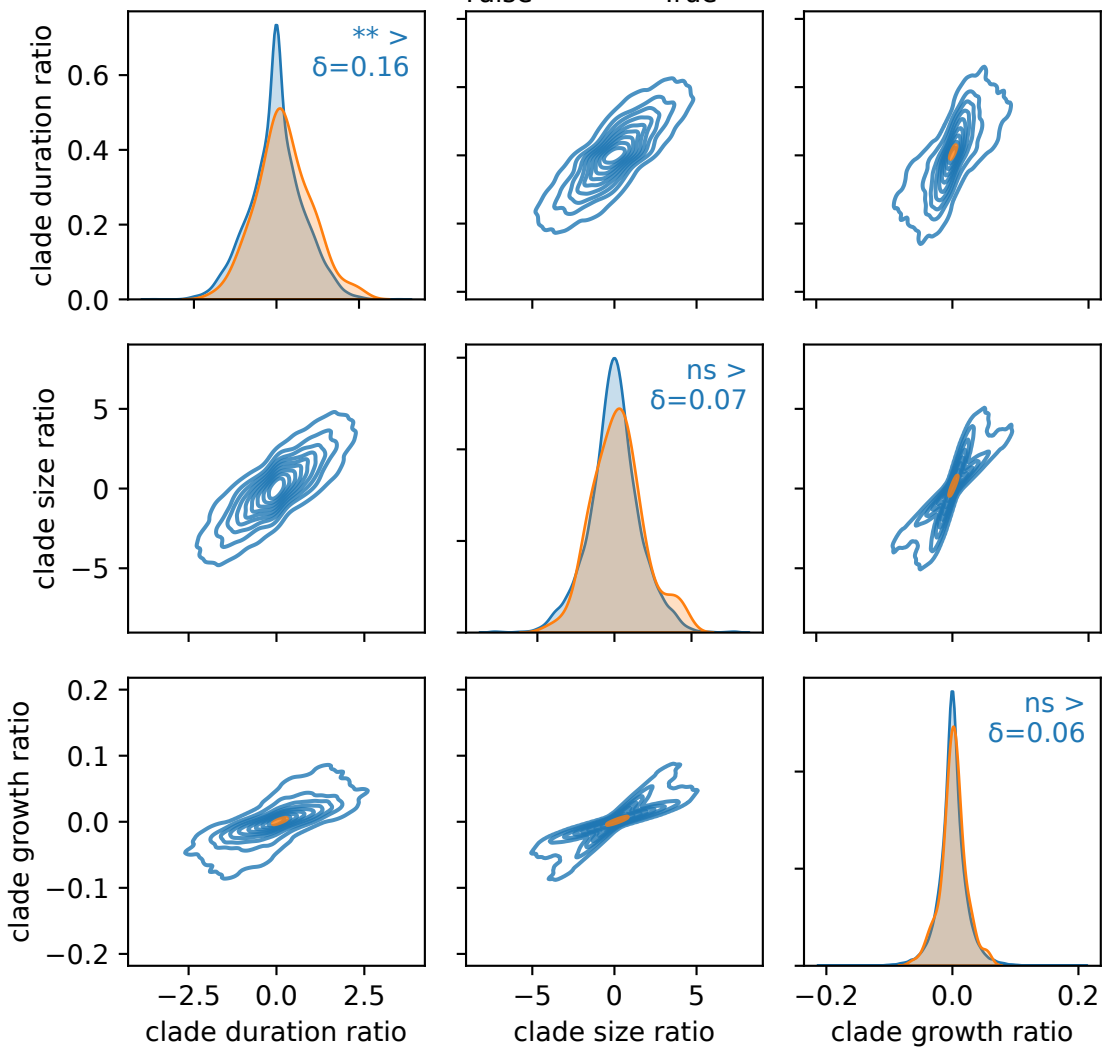 False True
** >
δ=0.16
clade duration ratio
0.6
0.4
0.2
0.0
ns >
δ=0.07
clade size ratio
5
0
−5
ns >
δ=0.06
clade growth ratio
0.2
0.1
0.0
−0.1
−0.2
−2.5 0.0 2.5 −5 0 5 −0.2 0.0 0.2
clade duration ratio clade size ratio clade growth ratio